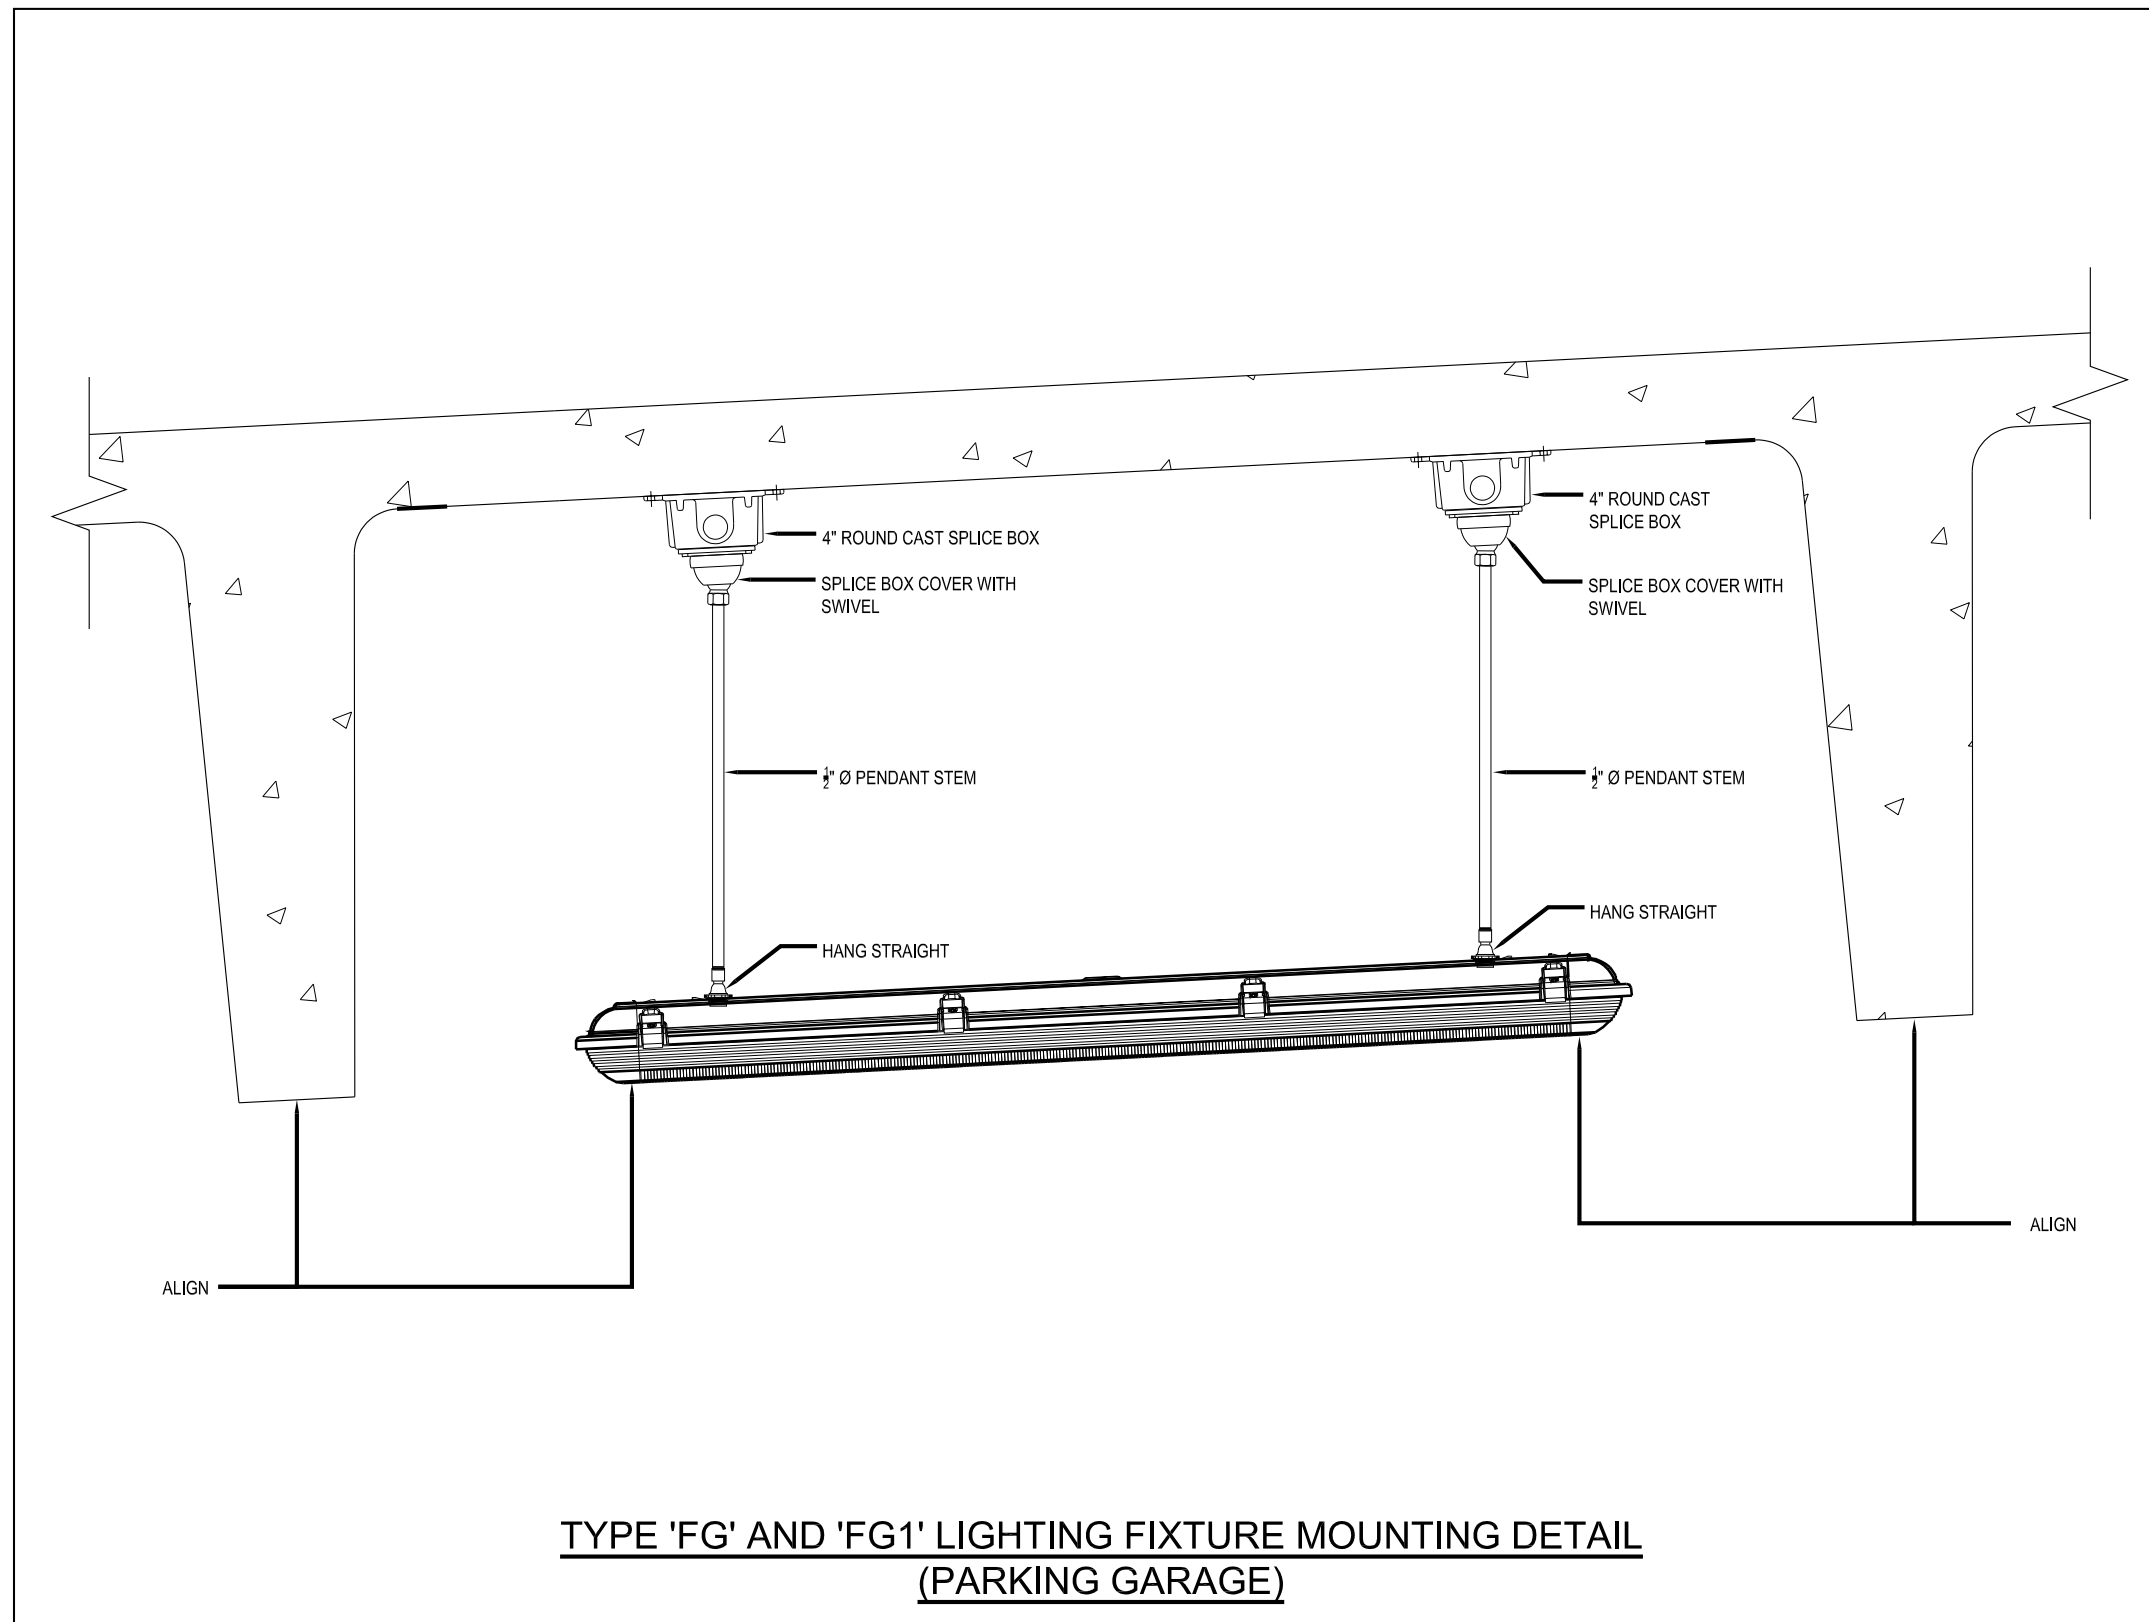 4" ROUND CAST
SPLICE BOX
4" ROUND CAST SPLICE BOX
SPLICE BOX COVER WITH
SWIVEL
SPLICE BOX COVER WITH
SWIVEL
1/2" Ø PENDANT STEM
1/2" Ø PENDANT STEM
HANG STRAIGHT
HANG STRAIGHT
ALIGN
ALIGN
TYPE 'FG' AND 'FG1' LIGHTING FIXTURE MOUNTING DETAIL
(PARKING GARAGE)